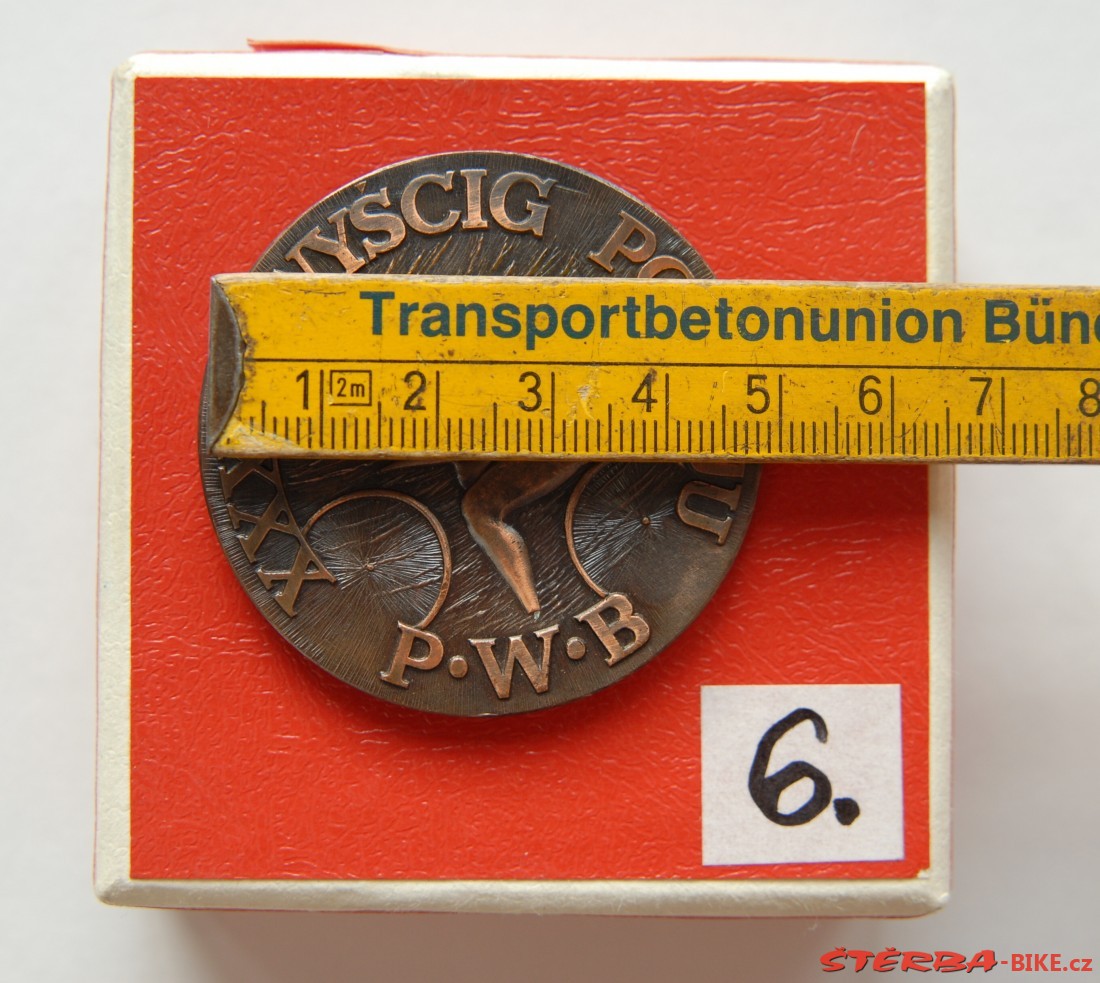 WYŚCIG PO
Transportbetonunion Bün
1 2m 2 3 4 5 6 7 8
U
XXX
P·W·B
6.
ŠTĚRBA-BIKE.cz